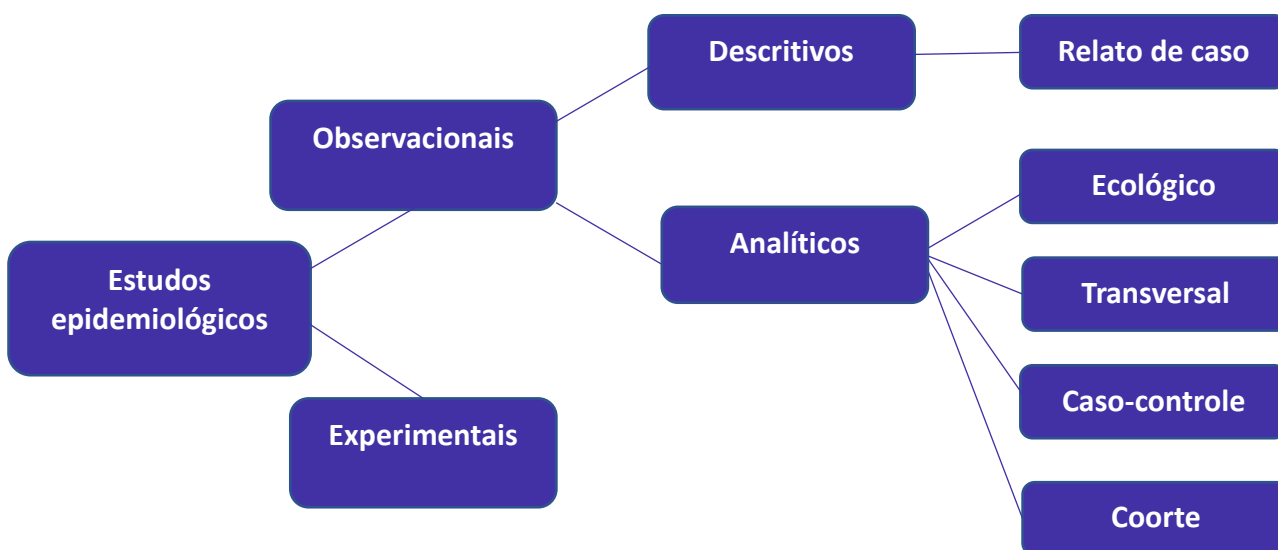 Descritivos
Relato de caso
Observacionais
Ecológico
Analíticos
Estudos
epidemiológicos
Transversal
Caso-controle
Experimentais
Coorte